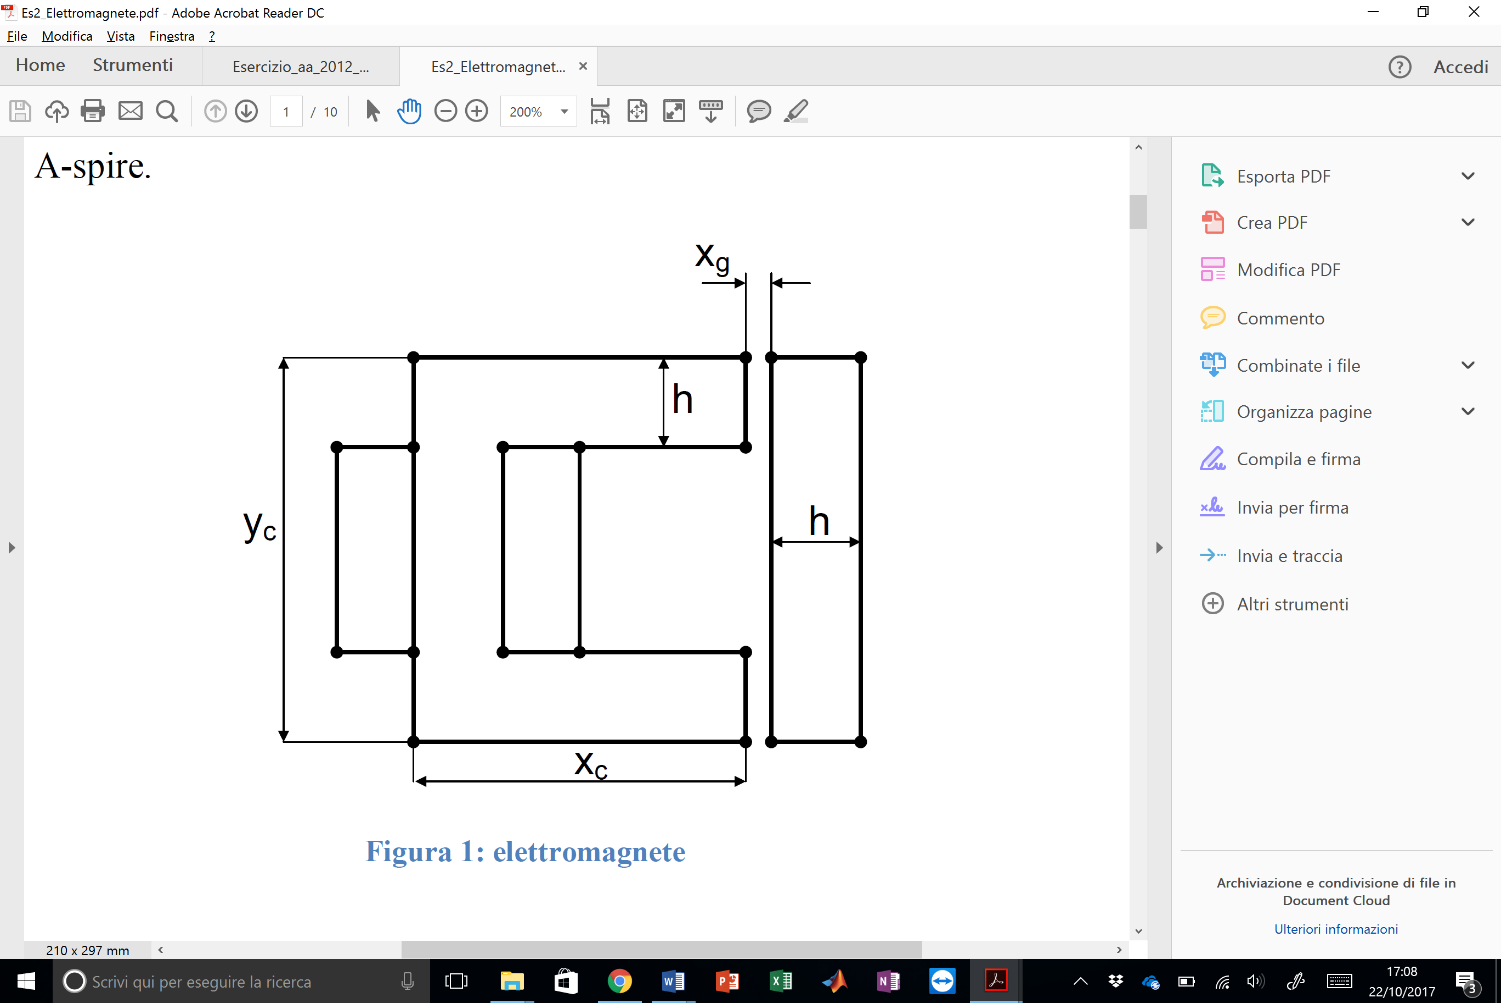 Es2_Elettromagnete.pdf - Adobe Acrobat Reader DC
File Modifica Vista Finestra ?
Home Strumenti Esercizio_aa_2012_... Es2_Elettromagnet... × ? Accedi
1 / 10 200%
A-spire.
Esporta PDF
Crea PDF
Modifica PDF
Commento
Combinate i file
Organizza pagine
Compila e firma
Invia per firma
Invia e traccia
Altri strumenti
xg
h
yc
h
xc
Figura 1: elettromagnete
Archiviazione e condivisione di file in
Document Cloud
Ulteriori informazioni
210 x 297 mm
Scrivi qui per eseguire la ricerca
17:08
22/10/2017
3